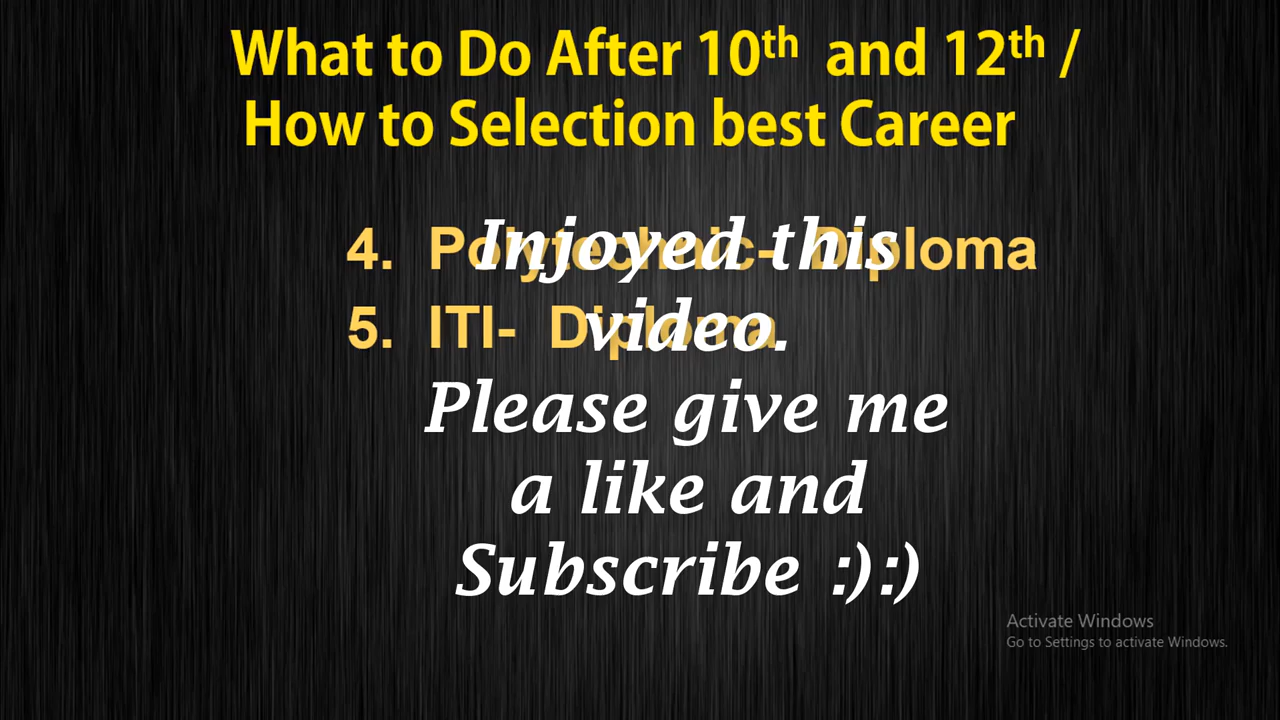 What to Do After 10th and 12th /
How to Selection best Career
4. Polytechnic- Diploma
5. ITI- Diploma
Injoyed this
video.
Please give me
a like and
Subscribe :):)
Activate Windows
Go to Settings to activate Windows.